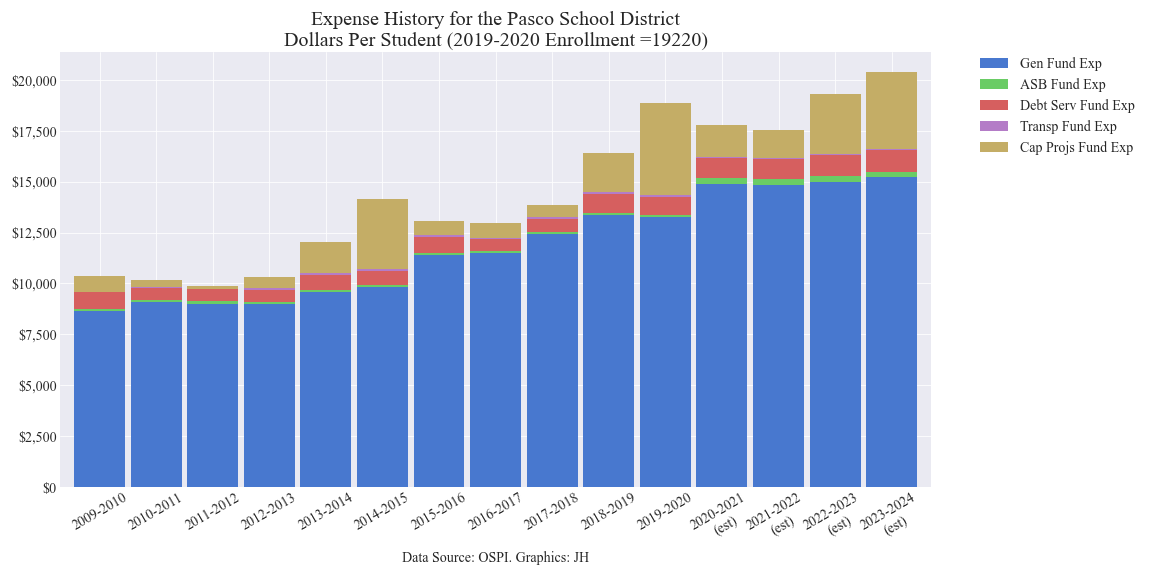 Expense History for the Pasco School District
Dollars Per Student (2019-2020 Enrollment =19220)
Gen Fund Exp
ASB Fund Exp
Debt Serv Fund Exp
Transp Fund Exp
Cap Projs Fund Exp
$20,000
$17,500
$15,000
$12,500
$10,000
$7,500
$5,000
$2,500
$0
2009-2010
2010-2011
2011-2012
2012-2013
2013-2014
2014-2015
2015-2016
2016-2017
2017-2018
2018-2019
2019-2020
2020-2021
(est)
2021-2022
(est)
2022-2023
(est)
2023-2024
(est)
Data Source: OSPI. Graphics: JH